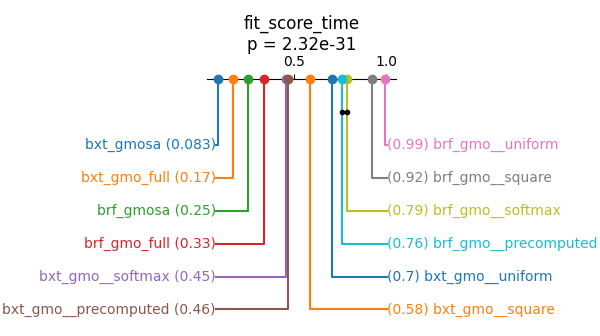 fit_score_time
p = 2.32e-31
0.5
1.0
bxt_gmosa (0.083)
(0.99) brf_gmo__uniform
bxt_gmo_full (0.17)
(0.92) brf_gmo__square
brf_gmosa (0.25)
(0.79) brf_gmo__softmax
brf_gmo_full (0.33)
(0.76) brf_gmo__precomputed
bxt_gmo__softmax (0.45)
(0.7) bxt_gmo__uniform
bxt_gmo__precomputed (0.46)
(0.58) bxt_gmo__square